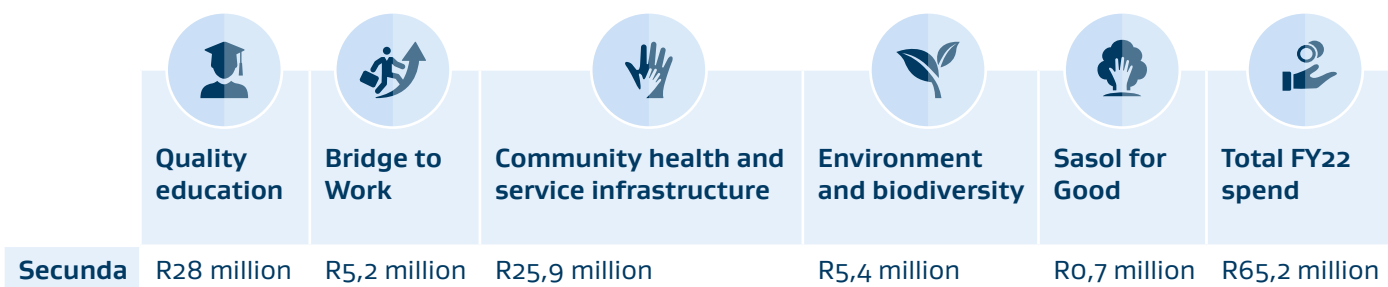 Quality education
Bridge to Work
Community health and service infrastructure
Environment and biodiversity
Sasol for Good
Total FY22 spend
Secunda R28 million R5,2 million R25,9 million R5,4 million R0,7 million R65,2 million